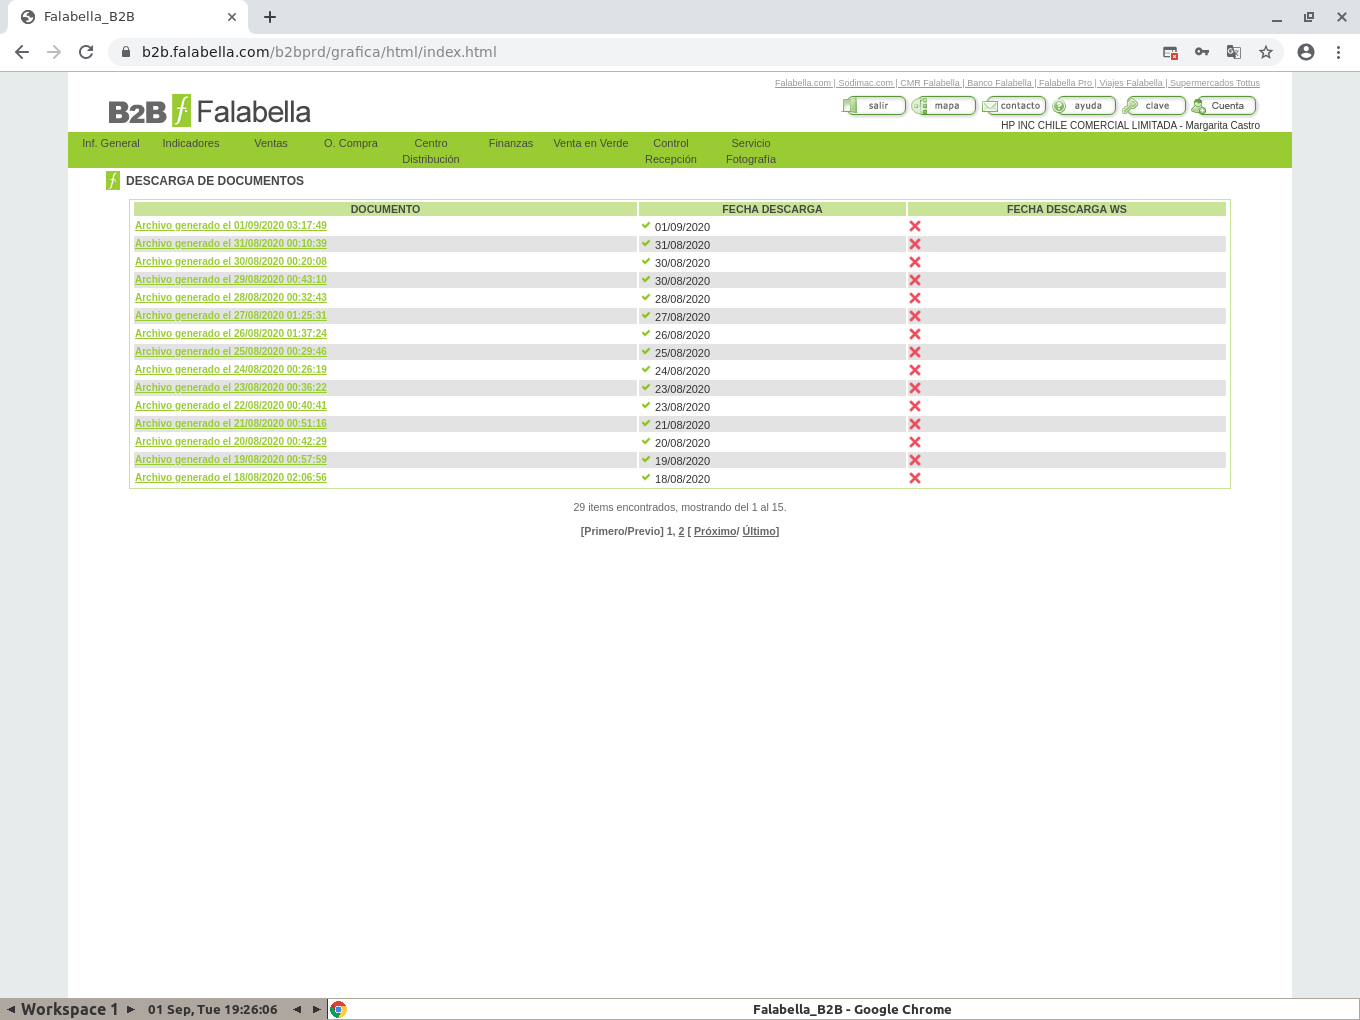 Falabella_B2B
b2b.falabella.com/b2bprd/grafica/html/index.html
Falabella.com | Sodimac.com | CMR Falabella | Banco Falabella | Falabella Pro | Viajes Falabella | Supermercados Tottus
B2B f Falabella
salir mapa contacto ayuda clave Cuenta
HP INC CHILE COMERCIAL LIMITADA - Margarita Castro
Inf. General Indicadores Ventas O. Compra Centro Distribución Finanzas Venta en Verde Control Recepción Servicio Fotografía
f DESCARGA DE DOCUMENTOS
DOCUMENTO FECHA DESCARGA FECHA DESCARGA WS
Archivo generado el 01/09/2020 03:17:49 01/09/2020
Archivo generado el 31/08/2020 00:10:39 31/08/2020
Archivo generado el 30/08/2020 00:20:08 30/08/2020
Archivo generado el 29/08/2020 00:43:10 30/08/2020
Archivo generado el 28/08/2020 00:32:43 28/08/2020
Archivo generado el 27/08/2020 01:25:31 27/08/2020
Archivo generado el 26/08/2020 01:37:24 26/08/2020
Archivo generado el 25/08/2020 00:29:46 25/08/2020
Archivo generado el 24/08/2020 00:26:19 24/08/2020
Archivo generado el 23/08/2020 00:36:22 23/08/2020
Archivo generado el 22/08/2020 00:40:41 23/08/2020
Archivo generado el 21/08/2020 00:51:16 21/08/2020
Archivo generado el 20/08/2020 00:42:29 20/08/2020
Archivo generado el 19/08/2020 00:57:59 19/08/2020
Archivo generado el 18/08/2020 02:06:56 18/08/2020
29 items encontrados, mostrando del 1 al 15.
[Primero/Previo] 1, 2 [ Próximo/ Último]
Workspace 1 01 Sep, Tue 19:26:06 Falabella_B2B - Google Chrome